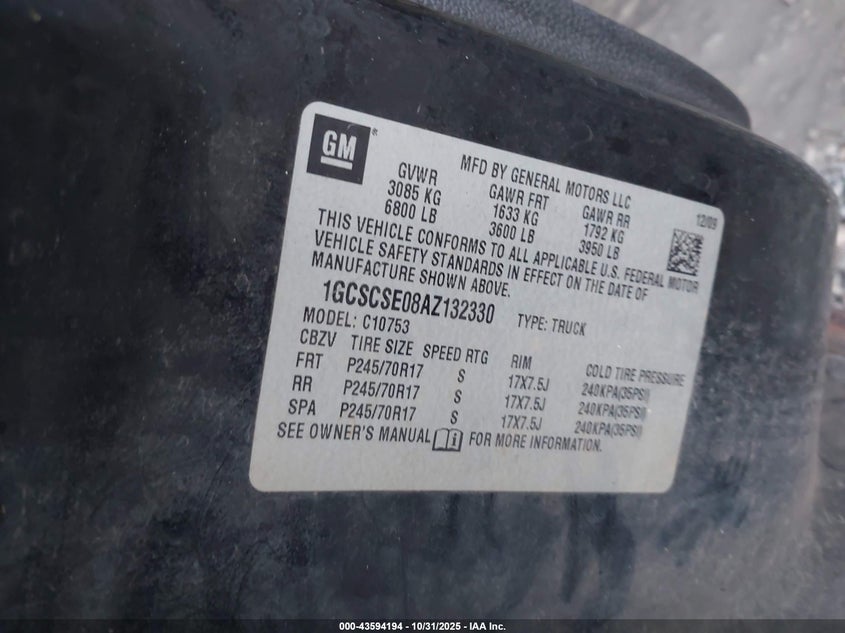 GM®
MFD BY GENERAL MOTORS LLC
GVWR GAWR FRT GAWR RR 12/09
3085 KG 1633 KG 1792 KG
6800 LB 3600 LB 3950 LB
THIS VEHICLE CONFORMS TO ALL APPLICABLE U.S. FEDERAL MOTOR
VEHICLE SAFETY STANDARDS IN EFFECT ON THE DATE OF
MANUFACTURE SHOWN ABOVE.
1GCSCSE08AZ132330 TYPE: TRUCK
MODEL: C10753
CBZV TIRE SIZE SPEED RTG RIM COLD TIRE PRESSURE
FRT P245/70R17 S 17X7.5J 240KPA(35PSI)
RR P245/70R17 S 17X7.5J 240KPA(35PSI)
SPA P245/70R17 S 17X7.5J 240KPA(35PSI)
SEE OWNER'S MANUAL FOR MORE INFORMATION.
000-43594194 - 10/31/2025 - IAA Inc.